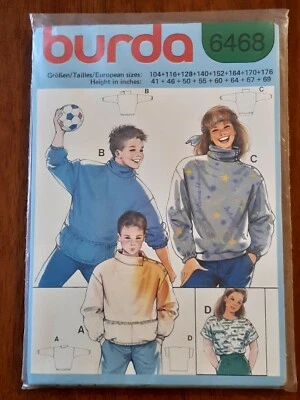 burda 6468
Größen/Tailles/European sizes: 104+116+128+140+152+164+170+176
Height in inches: 41 + 46 + 50 + 55 + 60 + 64 + 67 + 69
B
C
B
C
A
D
A
D